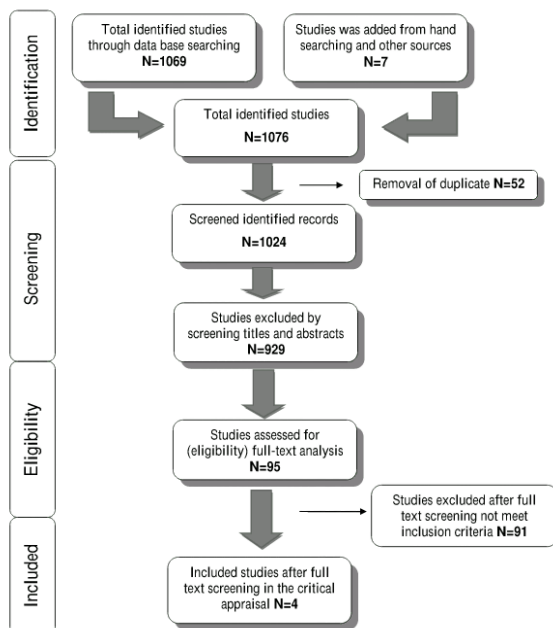 Identification
Total identified studies
through data base searching
N=1069
Studies was added from hand
searching and other sources
N=7
Total identified studies
N=1076
Screening
Removal of duplicate N=52
Screened identified records
N=1024
Studies excluded by
screening titles and abstracts
N=929
Eligibility
Studies assessed for
(eligibility) full-text analysis
N=95
Studies excluded after full
text screening not meet
inclusion criteria N=91
Included
Included studies after full
text screening in the critical
appraisal N=4